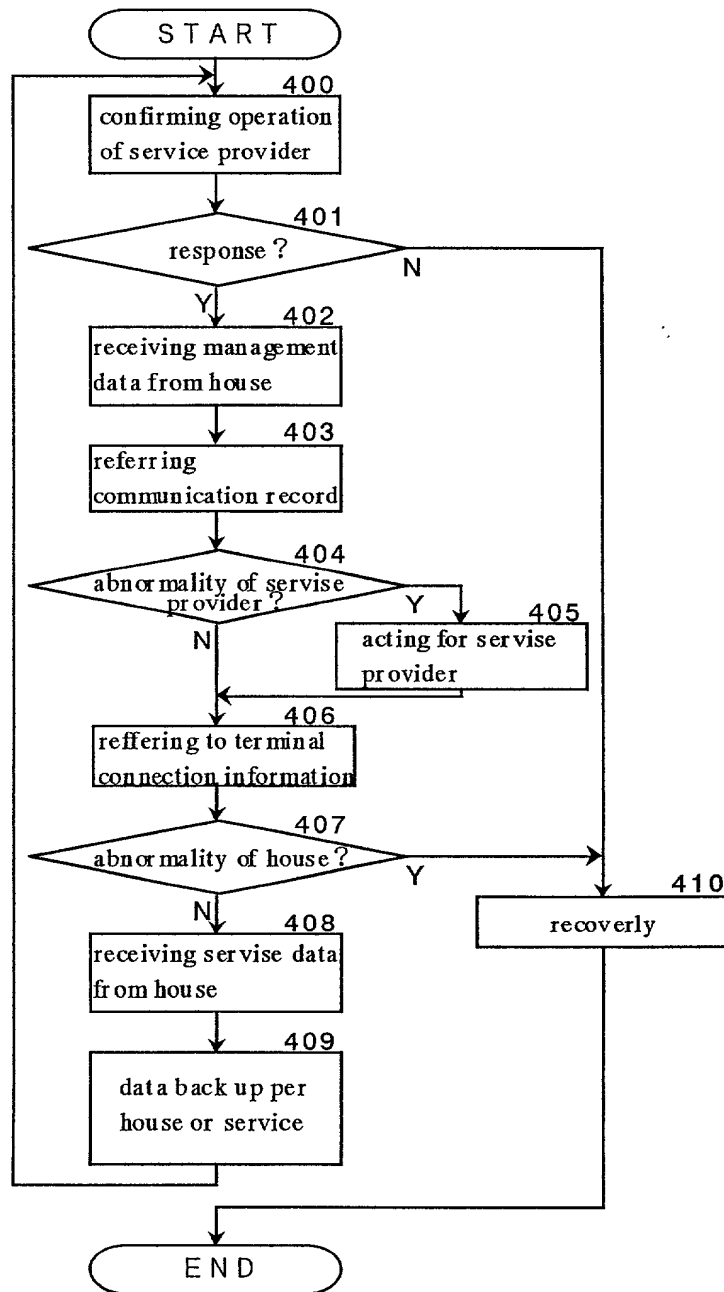 START
400
confirming operation
of service provider
401
response ?
N
Y
402
receiving management
data from house
403
referring
communication record
404
abnormality of servise
provider ?
Y
N
405
acting for servise
provider
406
reffering to terminal
connection information
407
abnormality of house ?
Y
N
408
receiving servise data
from house
410
recoverly
409
data back up per
house or service
END